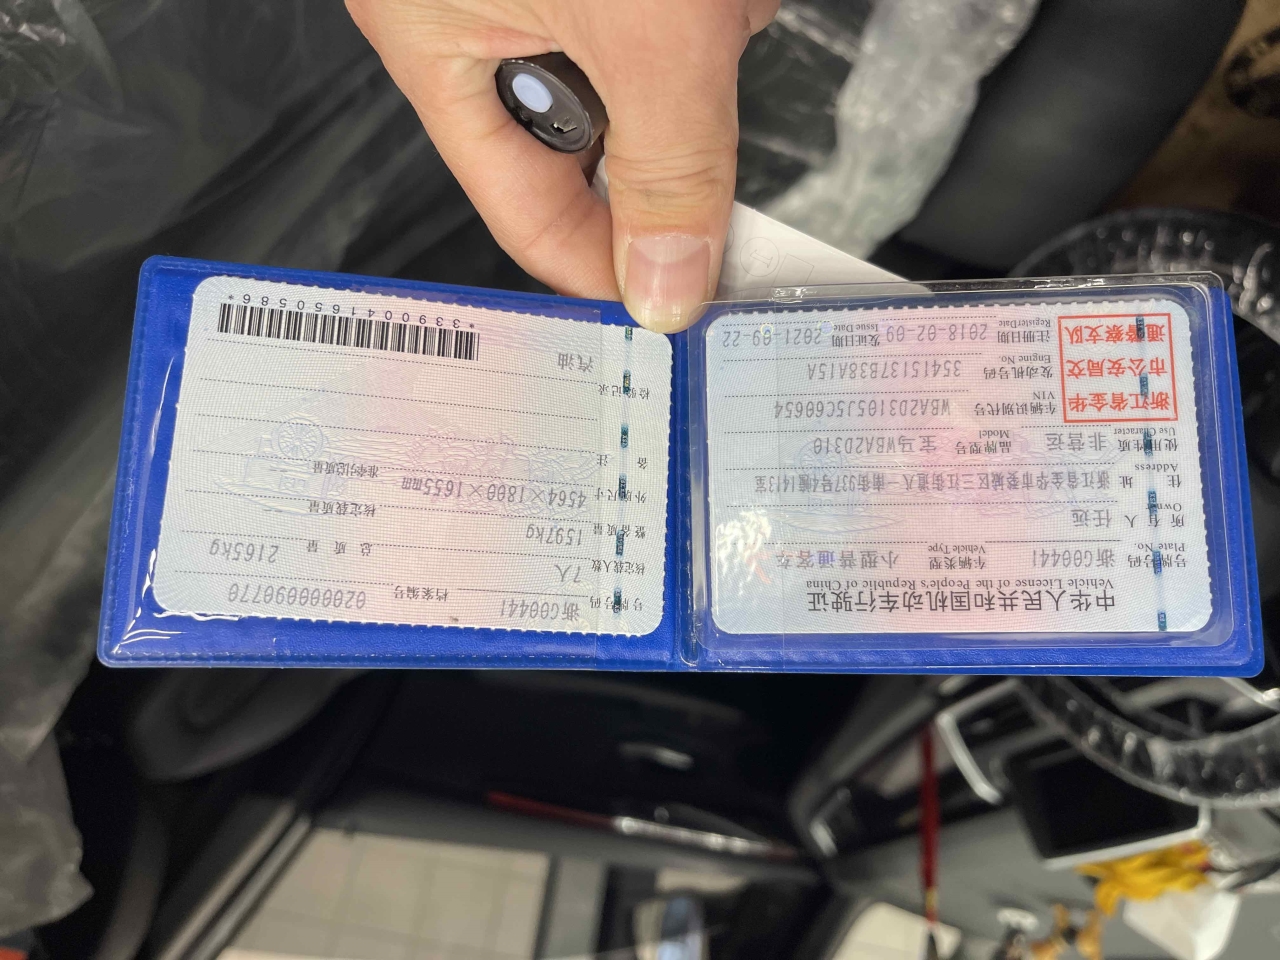 中华人民共和国机动车行驶证
Vehicle License of the People's Republic of China
号牌号码 浙G00441 车辆类型 小型普通客车
Plate No. Vehicle Type
所有人 任远
Owner
住址 浙江省金华市婺城区三江街道八一南街937号4幢1413室
Address
使用性质 非营运 品牌型号 宝马WBA2D310
Use Character Model
浙江省金华
市公安局交
通警察支队
车辆识别代号 WBA2D3105J5C60654
VIN
发动机号码 35415137B38A15A
Engine No.
注册日期 2018-02-09 发证日期 2021-09-22
Register Date Issue Date
号牌号码 浙G00441 档案编号 020000090770
核定载人数 7人 总质量 2165kg
整备质量 1597kg 核定载质量
外廓尺寸 4564×1800×1655mm 准牵引总质量
备注
检验记录
汽油
*3390041650586*